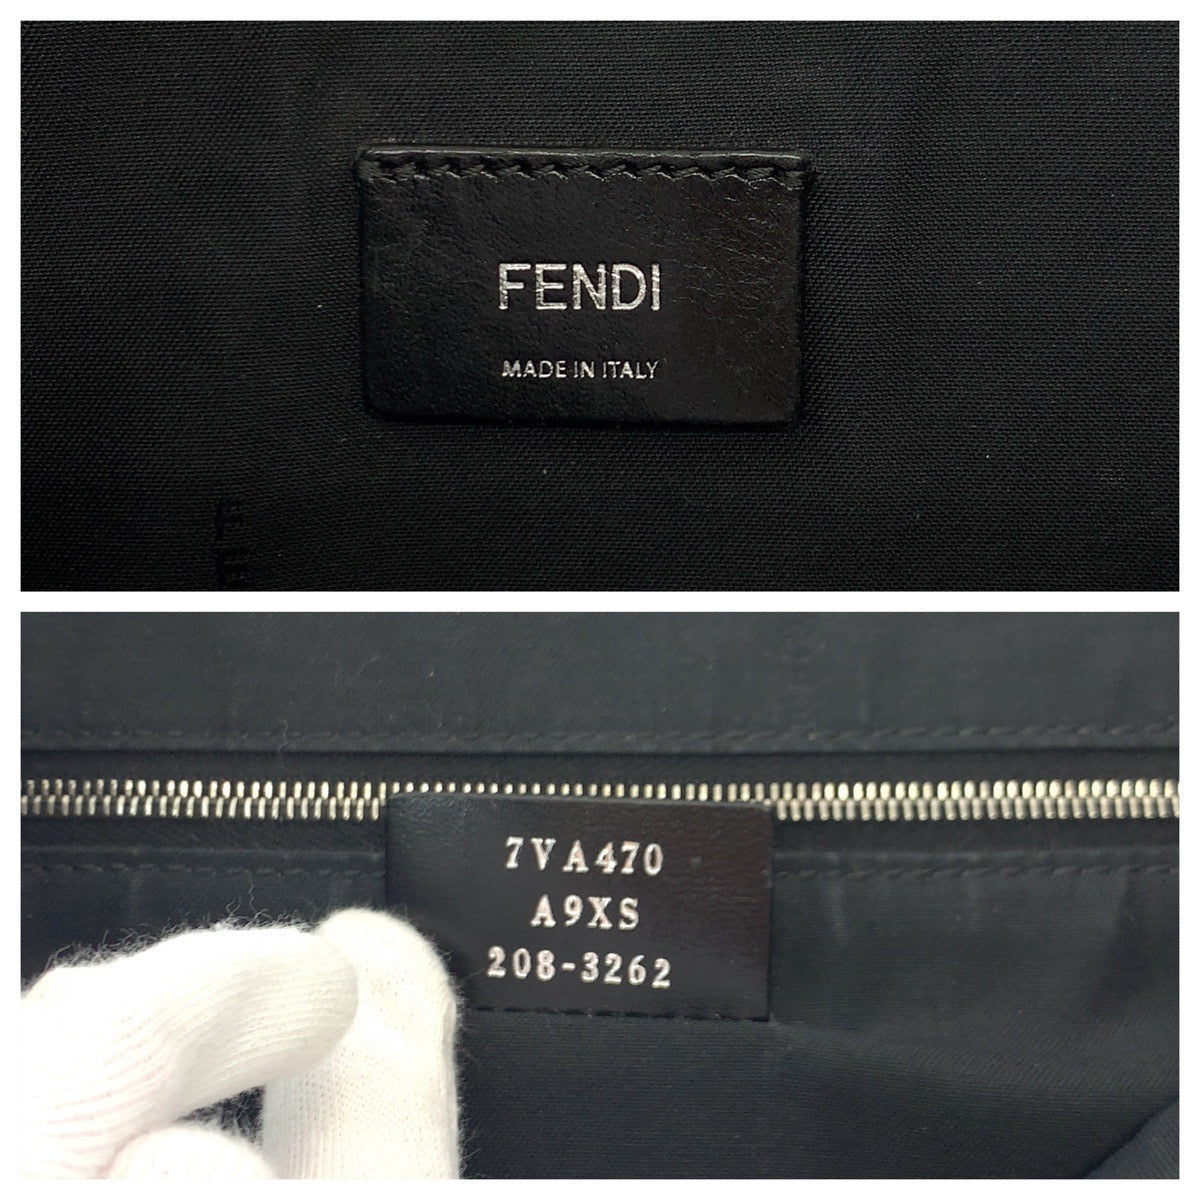 FENDI
MADE IN ITALY
7VA470
A9XS
208-3262